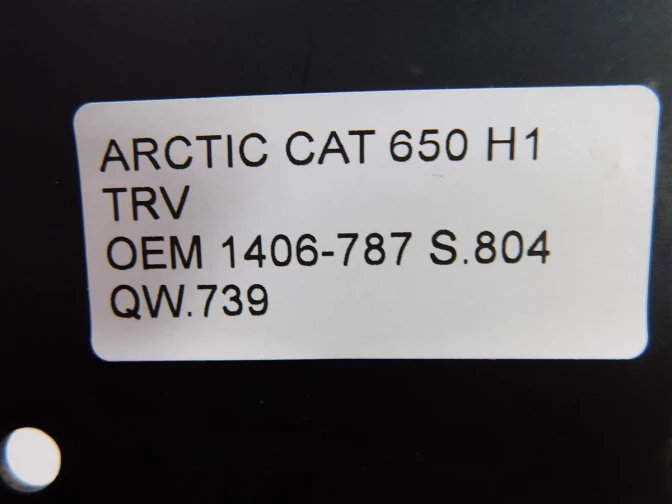 ARCTIC CAT 650 H1
TRV
OEM 1406-787 S.804
QW.739